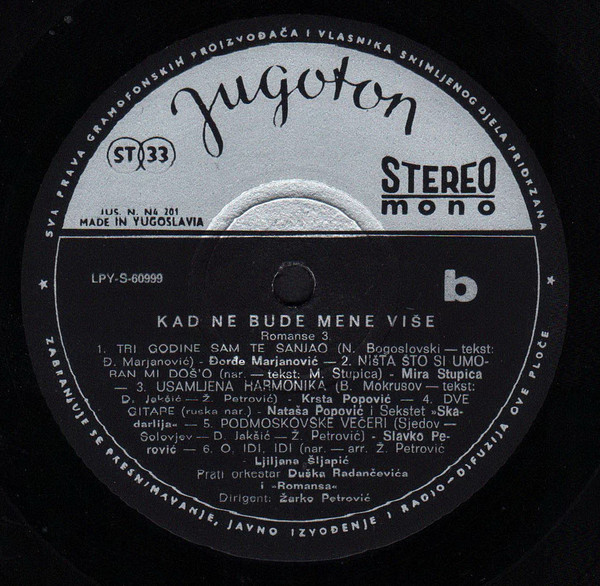 SVA PRAVA GRAMOFONSKIH PROIZVOĐAČA I VLASNIKA SNIMLJENOG DJELA PRIDRŽANA
Jugoton
ST 33
STEREO
mono
JUS. N. N4 201
MADE IN YUGOSLAVIA
LPY-S-60999
b
KAD NE BUDE MENE VIŠE
Romanse 3.
1. TRI GODINE SAM TE SANJAO (N. Bogoslovski — tekst:
Đ. Marjanović) - Đorđe Marjanović - 2. NIŠTA ŠTO SI UMO-
RAN MI DOŠ'O (nar. — tekst: M. Stupica) - Mira Stupica
— 3. USAMLJENA HARMONIKA (B. Mokrusov — tekst:
D. Jakšić — Ž. Petrović) - Krsta Popović — 4. DVE
GITARE (ruska nar.) - Nataša Popović i Sekstet »Ska-
darlija« — 5. PODMOSKOVSKE VEČERI (Sjedov —
Solovjov — D. Jakšić — Ž. Petrović) - Slavko Pe-
rović — 6. O, IDI, IDI (nar. — arr. Ž. Petrović)
Ljiljana Šljapić
Prati orkestar Duška Radančevića
i »Romansa«
Dirigent: Žarko Petrović
ZABRANJUJE SE PRESNIMAVANJE, JAVNO IZVOĐENJE I RADIO-DIFUZIJA OVE PLOČE